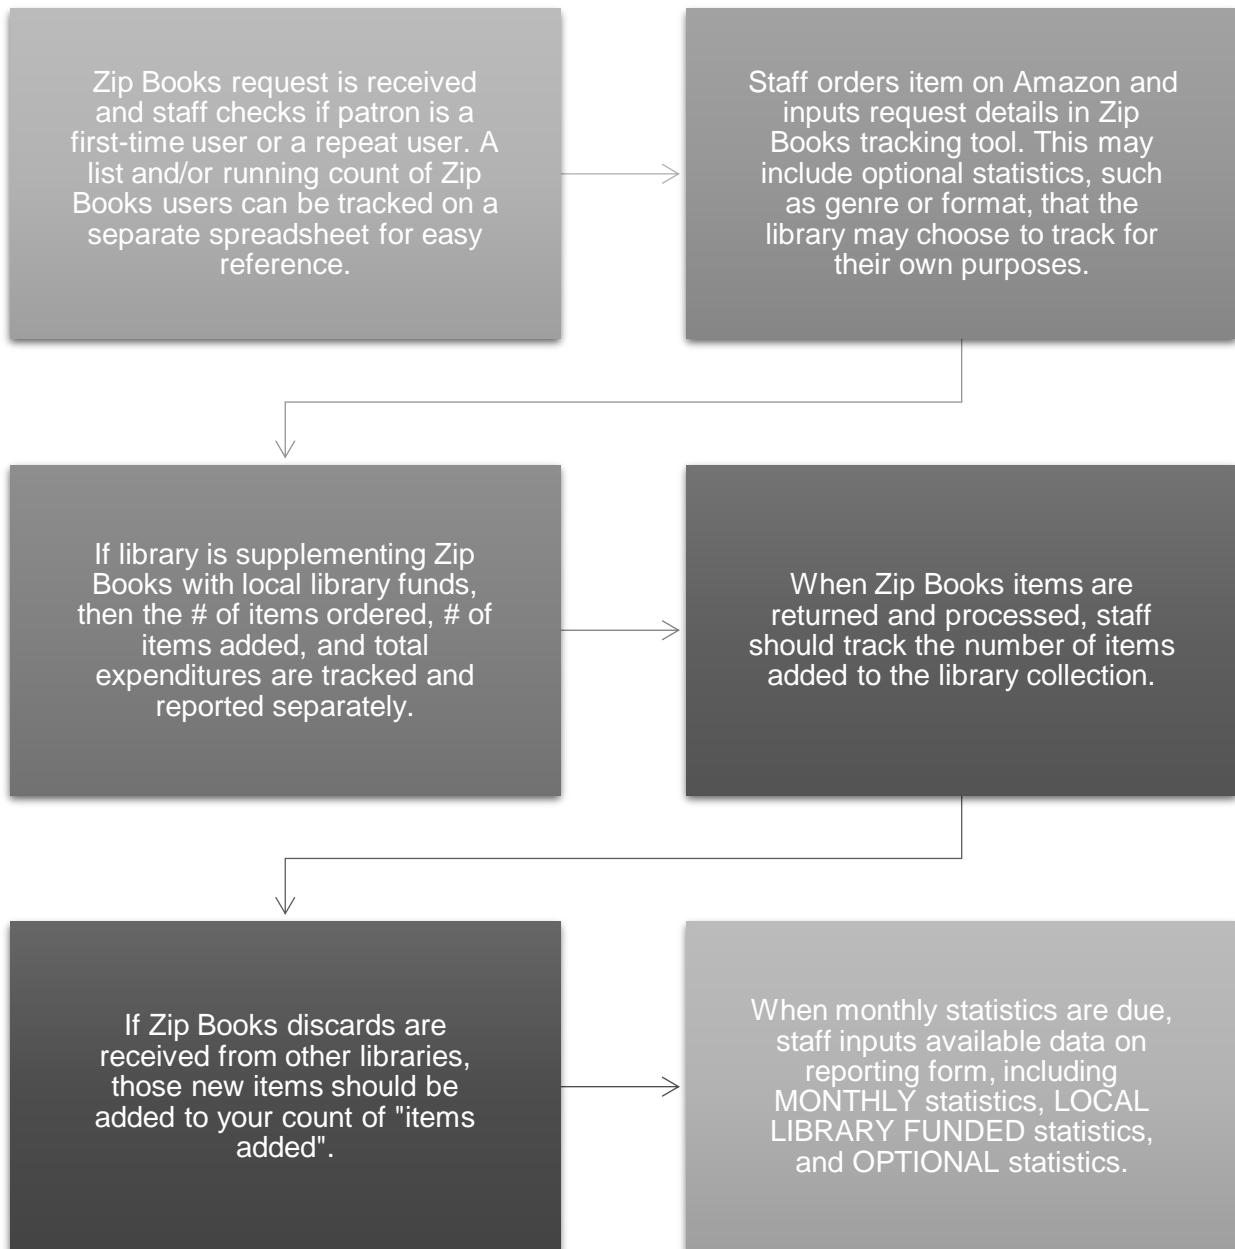 Zip Books request is received
and staff checks if patron is a
first-time user or a repeat user. A
list and/or running count of Zip
Books users can be tracked on a
separate spreadsheet for easy
reference.
Staff orders item on Amazon and
inputs request details in Zip
Books tracking tool. This may
include optional statistics, such
as genre or format, that the
library may choose to track for
their own purposes.
If library is supplementing Zip
Books with local library funds,
then the # of items ordered, # of
items added, and total
expenditures are tracked and
reported separately.
When Zip Books items are
returned and processed, staff
should track the number of items
added to the library collection.
If Zip Books discards are
received from other libraries,
those new items should be
added to your count of "items
added".
When monthly statistics are due,
staff inputs available data on
reporting form, including
MONTHLY statistics, LOCAL
LIBRARY FUNDED statistics,
and OPTIONAL statistics.